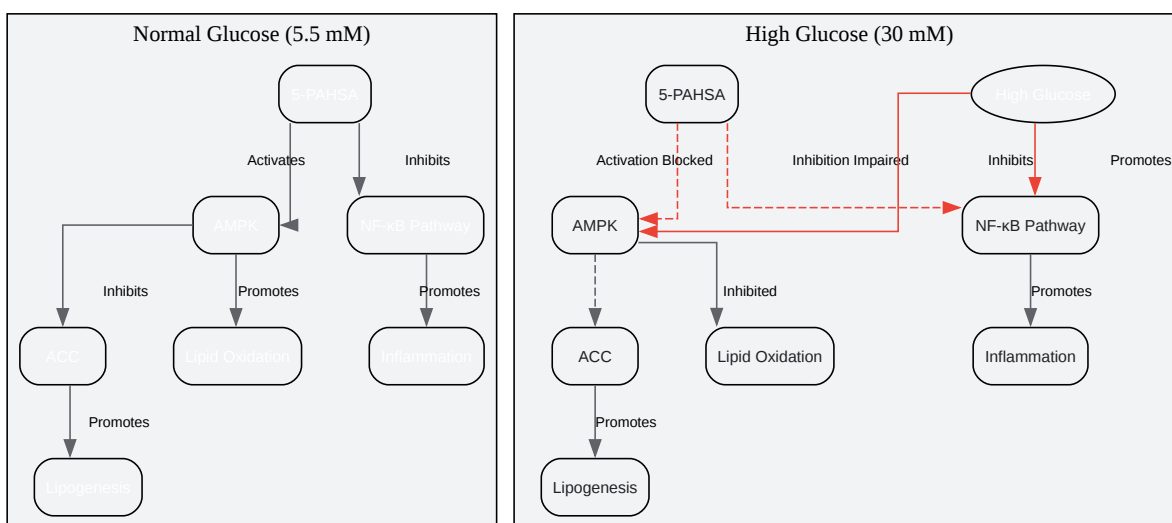 Normal Glucose (5.5 mM)
5-PAHSA
Activates
Inhibits
AMPK
NF-κB Pathway
Inhibits
Promotes
Promotes
ACC
Lipid Oxidation
Inflammation
Promotes
Lipogenesis
High Glucose (30 mM)
5-PAHSA
High Glucose
Activation Blocked
Inhibition Impaired
Inhibits
Promotes
AMPK
NF-κB Pathway
Inhibited
Promotes
ACC
Lipid Oxidation
Inflammation
Promotes
Lipogenesis